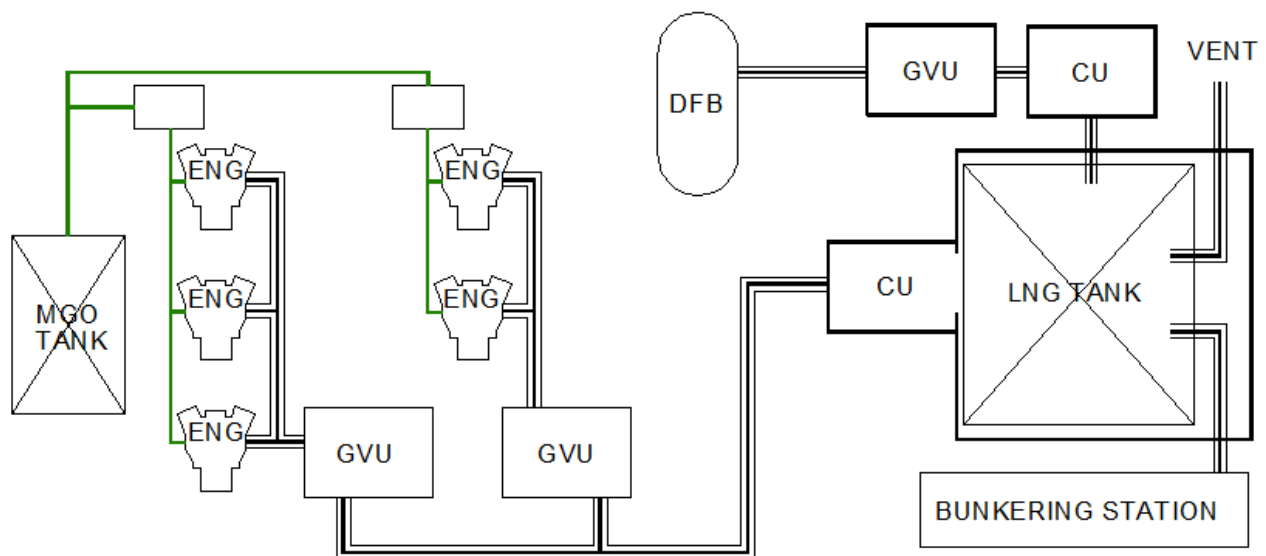 VENT
GVU
CU
DFB
ENG
ENG
ENG
ENG
CU
LNG TANK
MGO
TANK
ENG
GVU
GVU
BUNKERING STATION